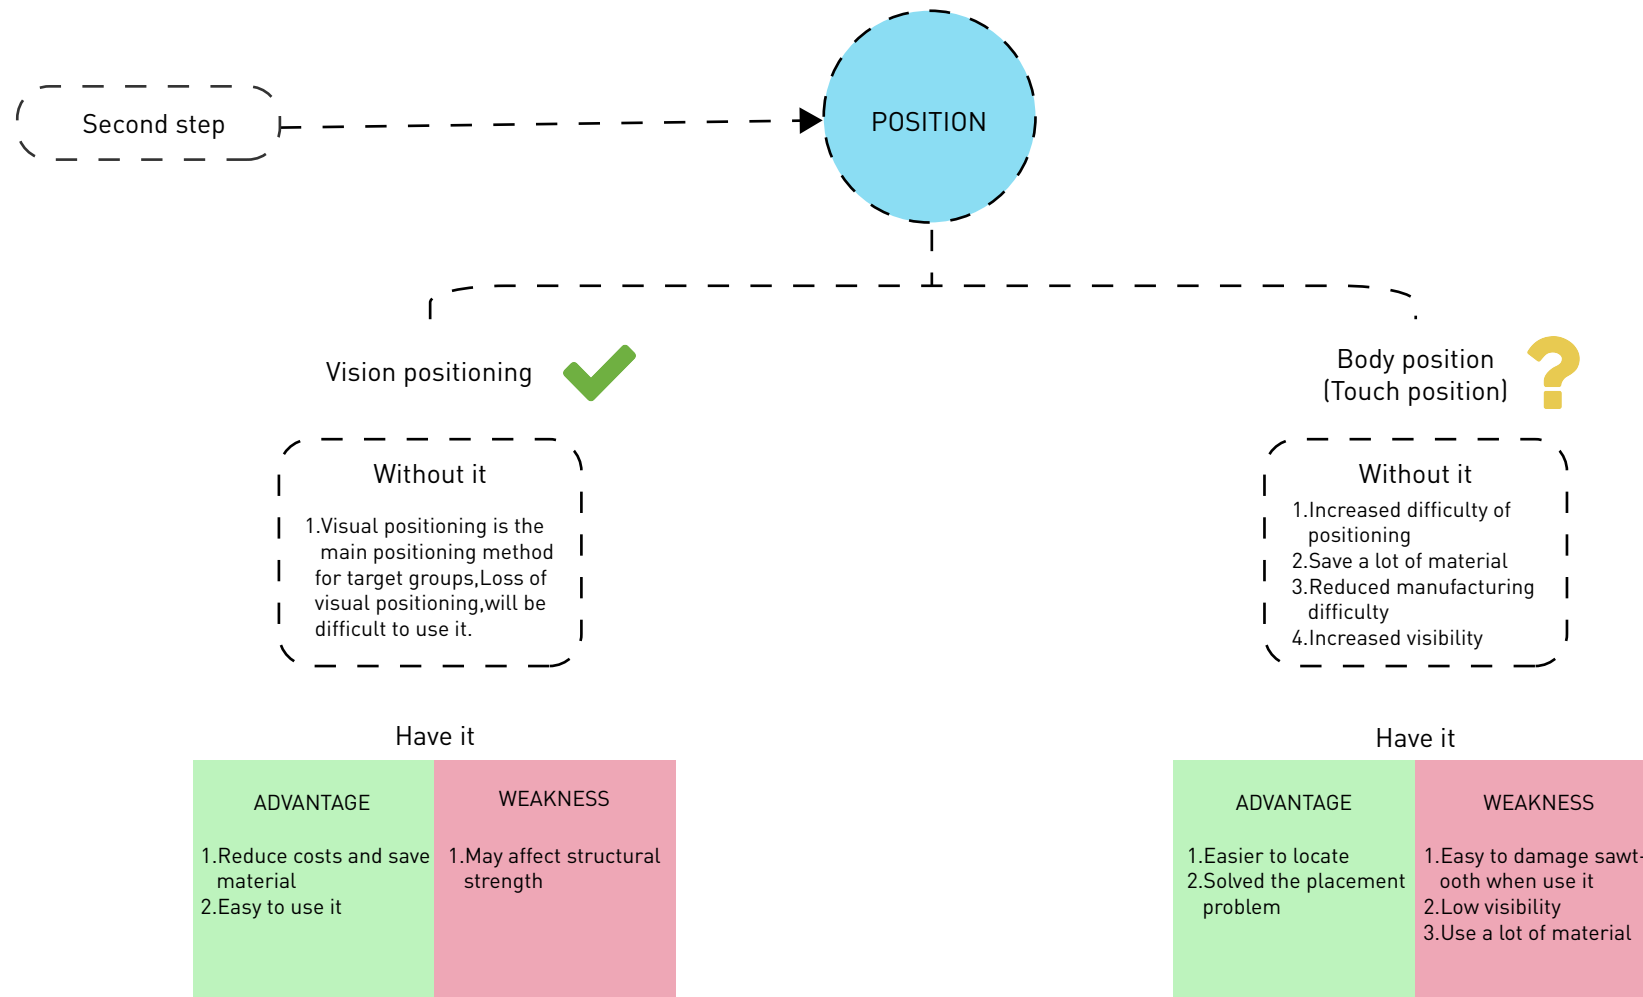 Second step
POSITION
Vision positioning
Without it
1.Visual positioning is the
main positioning method
for target groups,Loss of
visual positioning,will be
difficult to use it.
Have it
ADVANTAGE
1.Reduce costs and save
material
2.Easy to use it
WEAKNESS
1.May affect structural
strength
Body position
(Touch position)
?
Without it
1.Increased difficulty of
positioning
2.Save a lot of material
3.Reduced manufacturing
difficulty
4.Increased visibility
Have it
ADVANTAGE
1.Easier to locate
2.Solved the placement
problem
WEAKNESS
1.Easy to damage sawt-
ooth when use it
2.Low visibility
3.Use a lot of material